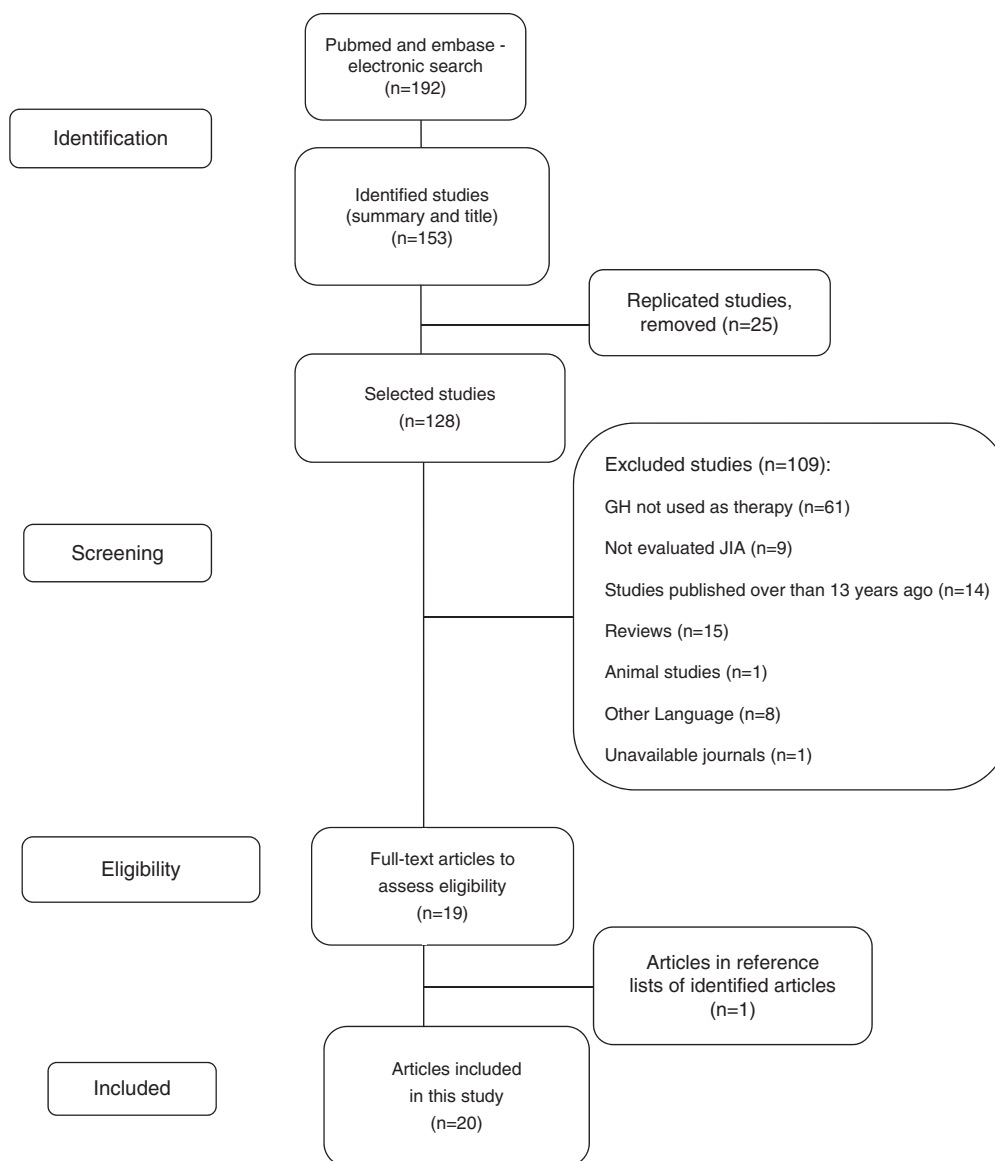 Pubmed and embase -
electronic search
(n=192)
Identification
Identified studies
(summary and title)
(n=153)
Replicated studies,
removed (n=25)
Selected studies
(n=128)
Excluded studies (n=109):
GH not used as therapy (n=61)
Not evaluated JIA (n=9)
Studies published over than 13 years ago (n=14)
Reviews (n=15)
Animal studies (n=1)
Other Language (n=8)
Unavailable journals (n=1)
Screening
Eligibility
Full-text articles to
assess eligibility
(n=19)
Articles in reference
lists of identified articles
(n=1)
Included
Articles included
in this study
(n=20)